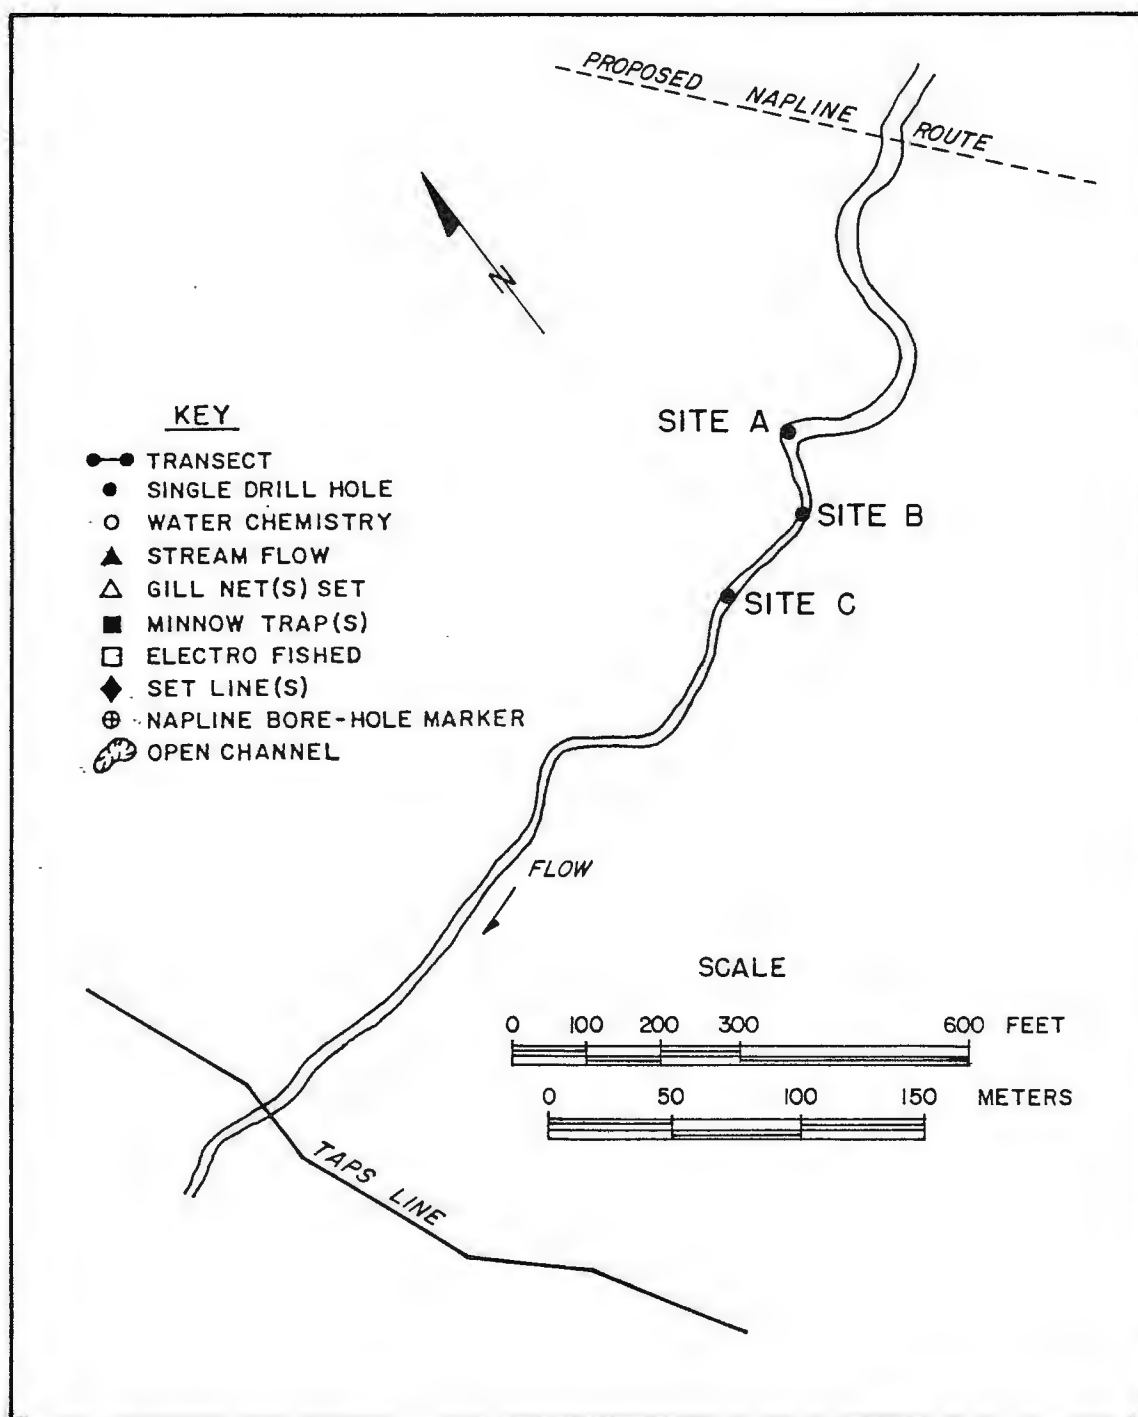 PROPOSED NAPLINE ROUTE
N
SITE A
SITE B
SITE C
KEY
TRANSECT
SINGLE DRILL HOLE
WATER CHEMISTRY
STREAM FLOW
GILL NET(S) SET
MINNOW TRAP(S)
ELECTRO FISHED
SET LINE(S)
NAPLINE BORE-HOLE MARKER
OPEN CHANNEL
FLOW
SCALE
0 100 200 300 600 FEET
0 50 100 150 METERS
TAPS LINE